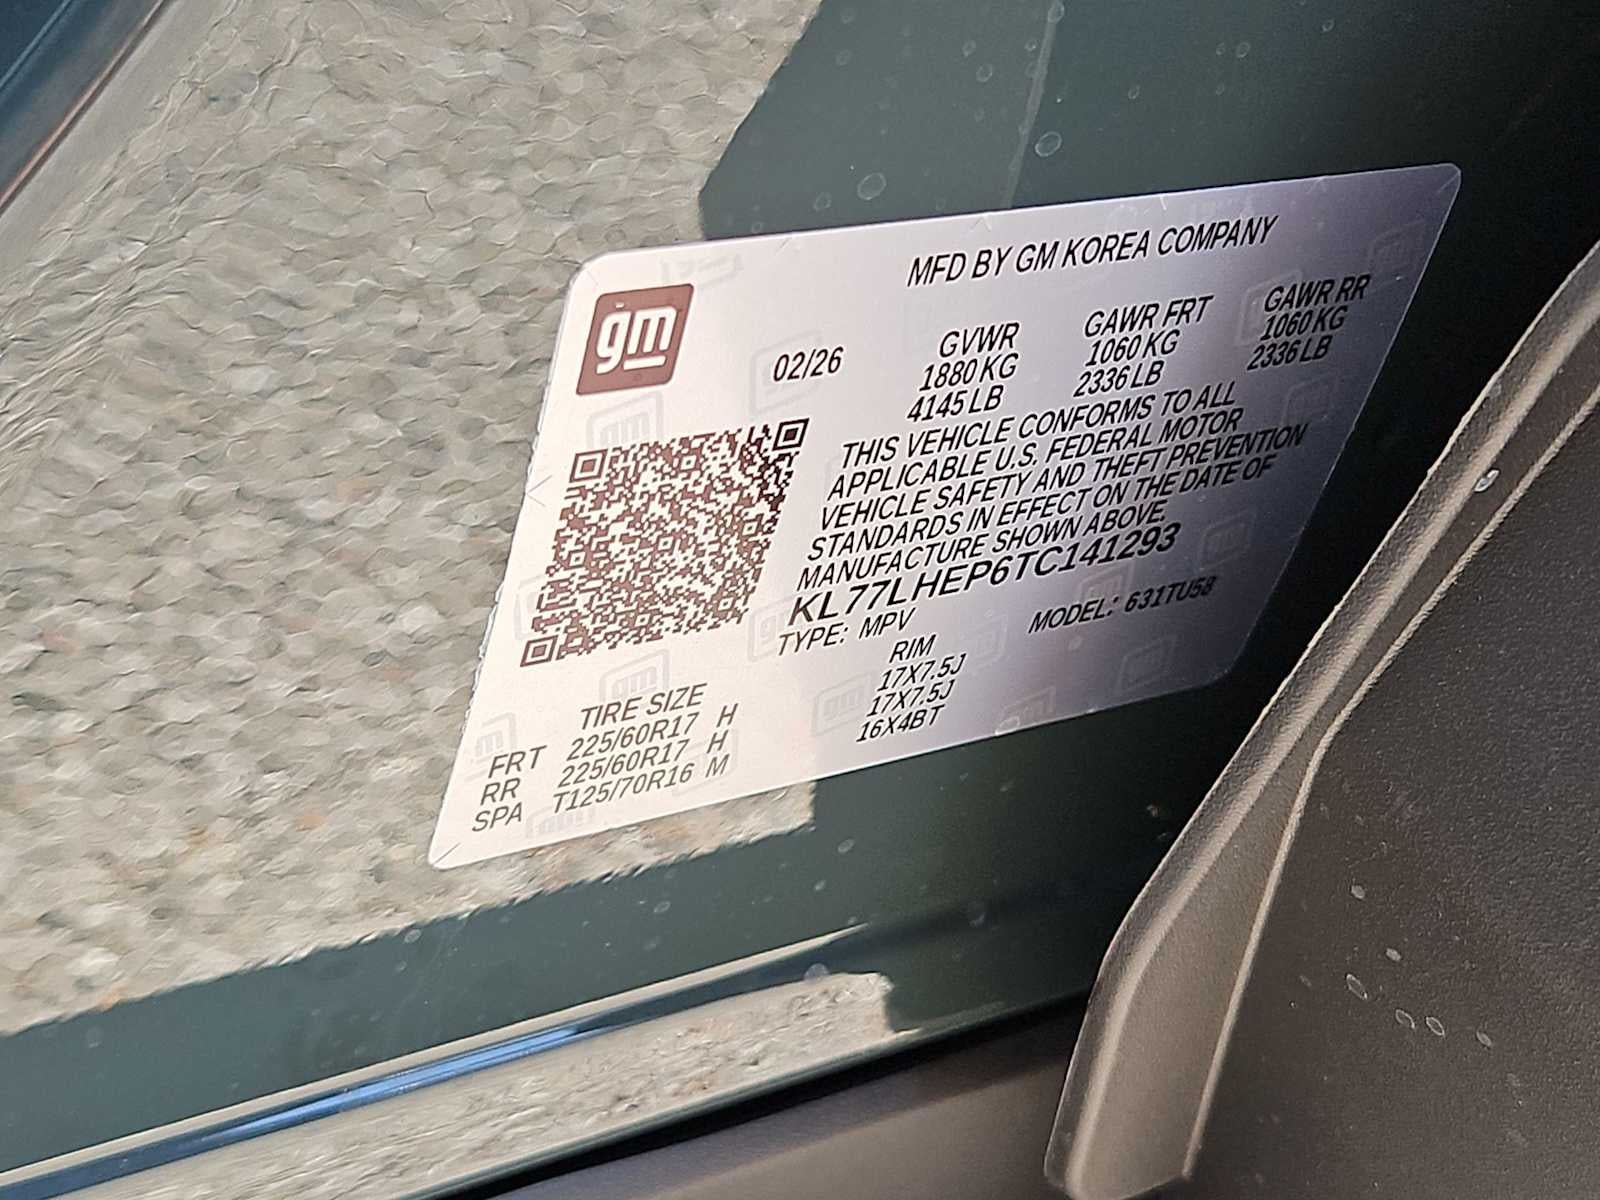 MFD BY GM KOREA COMPANY
gm
02/26
GVWR GAWR FRT GAWR RR
1880 KG 1060 KG 1060 KG
4145 LB 2336 LB 2336 LB
THIS VEHICLE CONFORMS TO ALL
APPLICABLE U.S. FEDERAL MOTOR
VEHICLE SAFETY AND THEFT PREVENTION
STANDARDS IN EFFECT ON THE DATE OF
MANUFACTURE SHOWN ABOVE.
KL77LHEP6TC141293
TYPE: MPV MODEL: 631TU58
TIRE SIZE RIM
FRT 225/60R17 H 17X7.5J
RR 225/60R17 H 17X7.5J
SPA T125/70R16 M 16X4BT